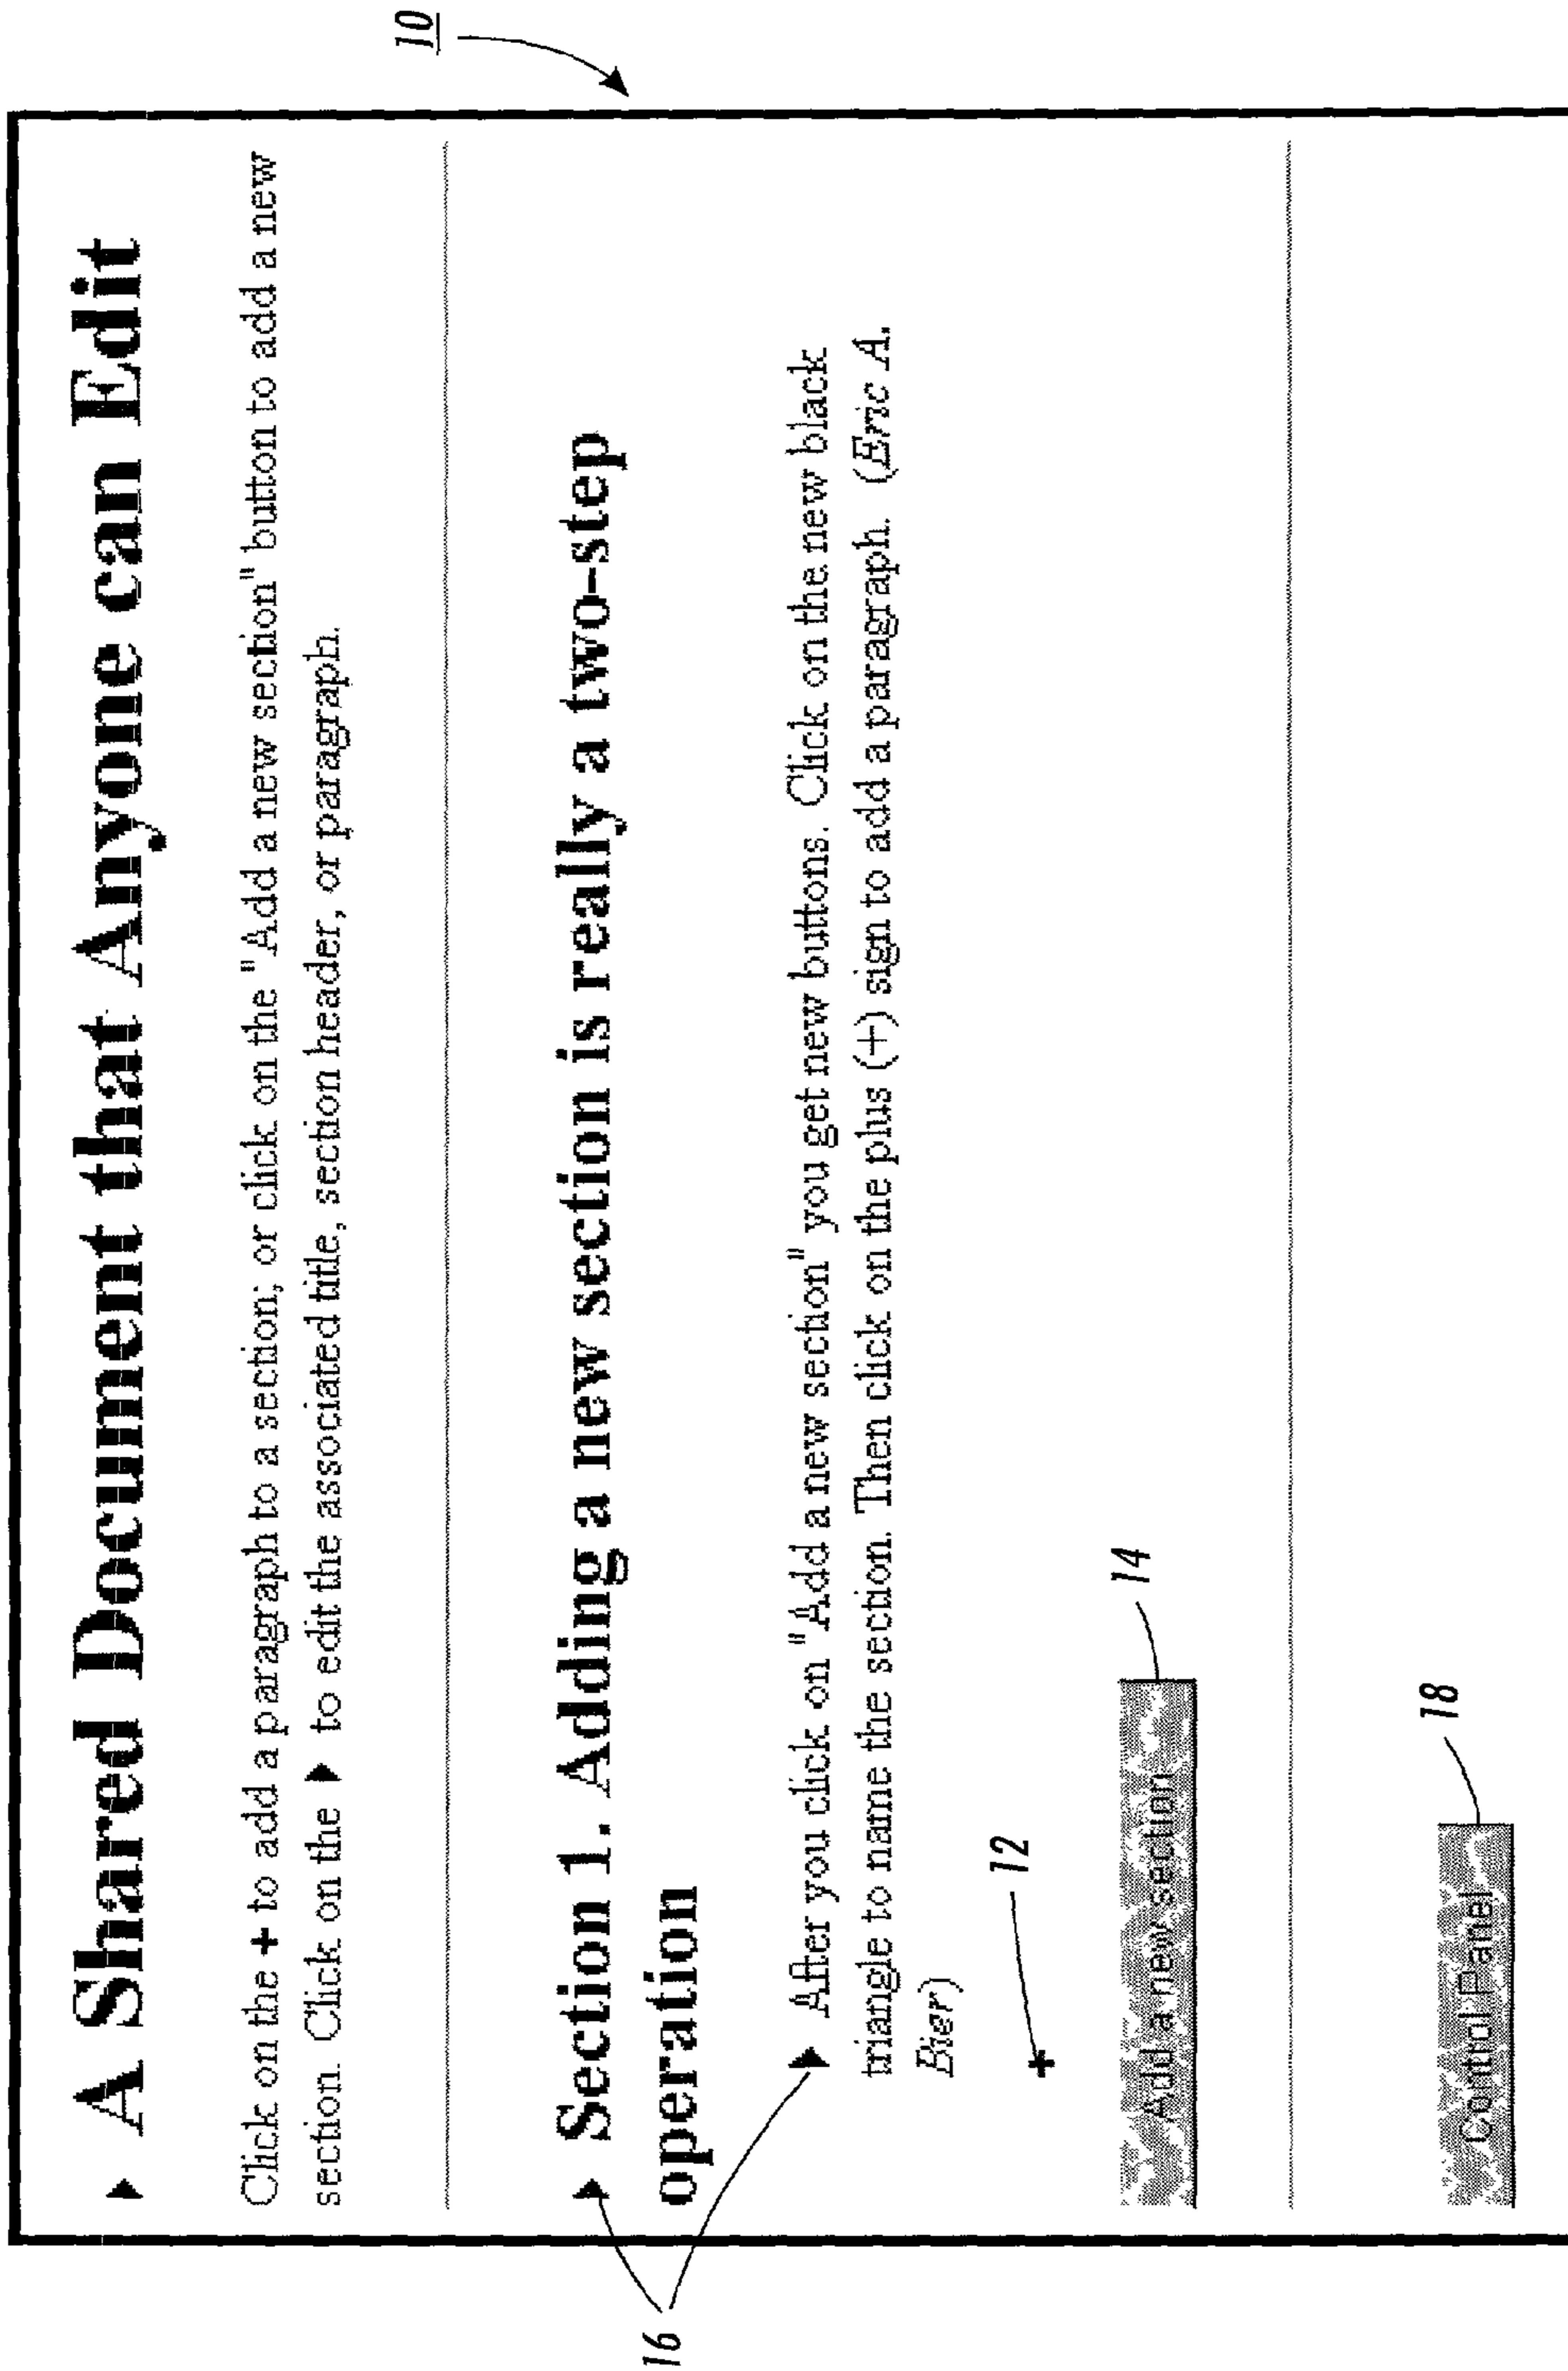 10
▶ A Shared Document that Anyone can Edit
Click on the + to add a paragraph to a section; or click on the "Add a new section" button to add a new
section. Click on the ▶ to edit the associated title, section header, or paragraph.
▶ Section 1. Adding a new section is really a two-step
operation
16
▶ After you click on "Add a new section" you get new buttons. Click on the new black
triangle to name the section. Then click on the plus (+) sign to add a paragraph. (Eric A.
Bier)
+
12
Add a new section
14
Control Panel
18